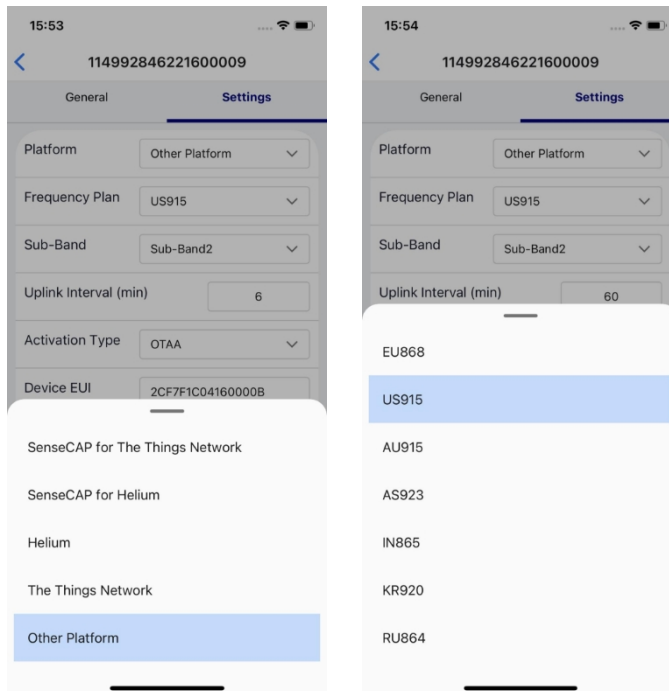 15:53
114992846221600009
General Settings
Platform Other Platform
Frequency Plan US915
Sub-Band Sub-Band2
Uplink Interval (min) 6
Activation Type OTAA
Device EUI 2CF7F1C04160000B
SenseCAP for The Things Network
SenseCAP for Helium
Helium
The Things Network
Other Platform
15:54
114992846221600009
General Settings
Platform Other Platform
Frequency Plan US915
Sub-Band Sub-Band2
Uplink Interval (min) 60
EU868
US915
AU915
AS923
IN865
KR920
RU864